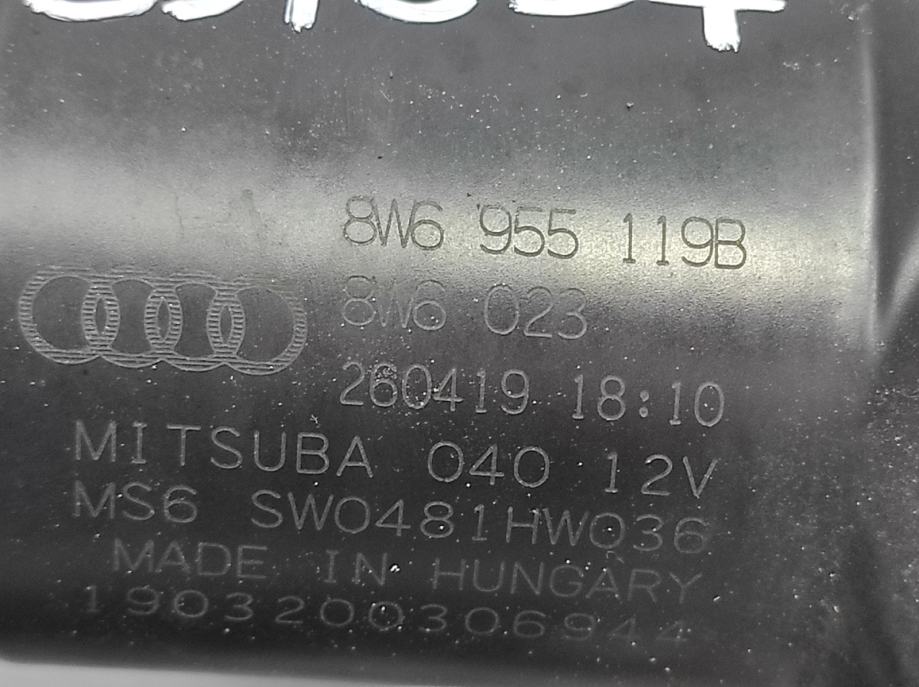 8W6 955 119B
8W6 023
260419 18:10
MITSUBA 040 12V
MS6 SW0481HW036
MADE IN HUNGARY
1903200306944